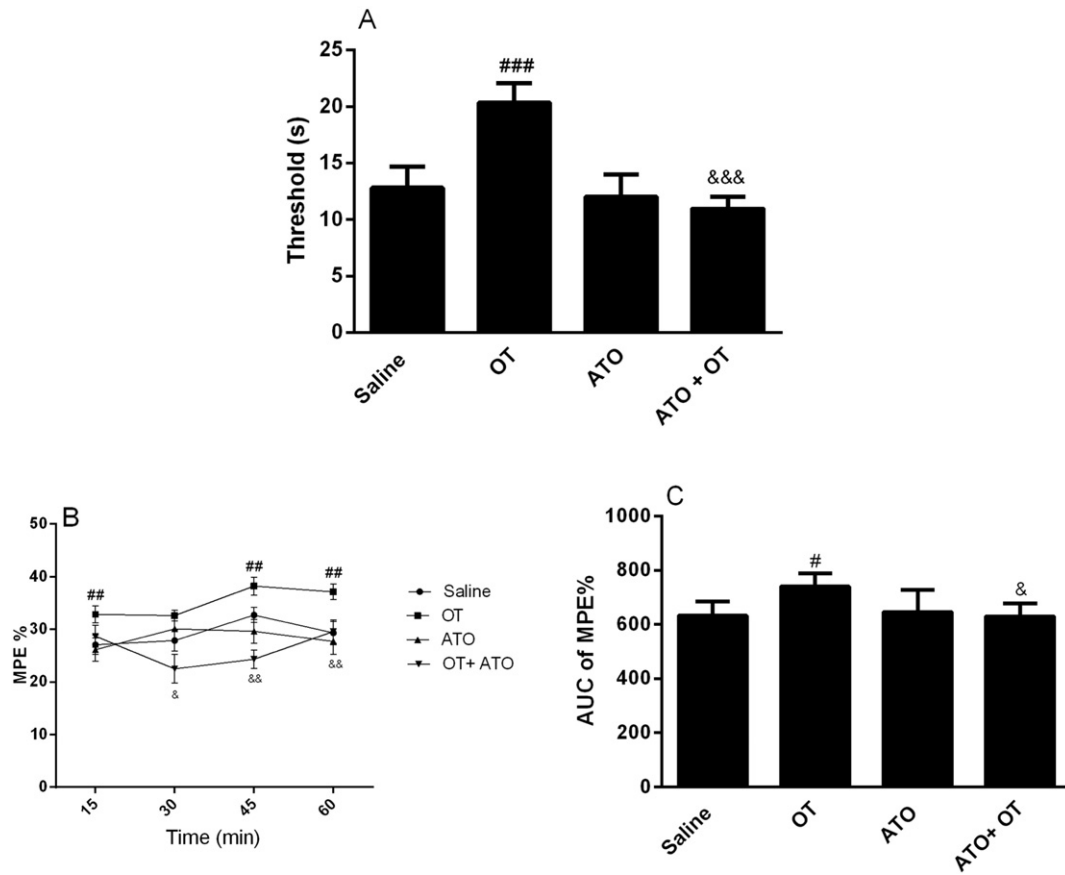 A
Threshold (s)
25
20
15
10
5
0
###
&&&
Saline
OT
ATO
ATO + OT
B
MPE %
50
40
30
20
10
0
##
##
##
&
&&
&&
15
30
45
60
Time (min)
Saline
OT
ATO
OT+ ATO
C
AUC of MPE%
1000
800
600
400
200
0
#
&
Saline
OT
ATO
ATO+ OT